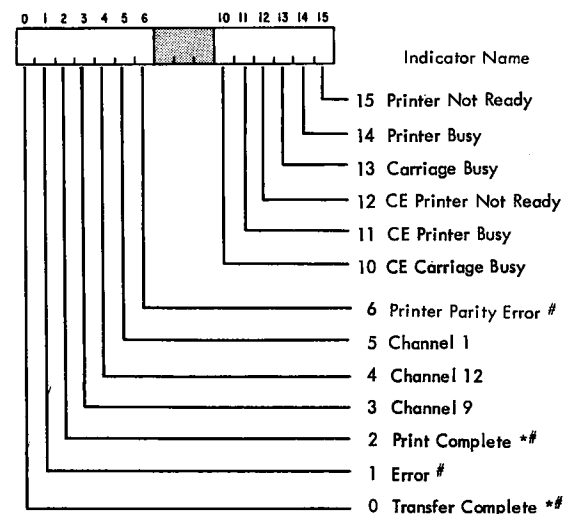 0 1 2 3 4 5 6 10 11 12 13 14 15
Indicator Name
15 Printer Not Ready
14 Printer Busy
13 Carriage Busy
12 CE Printer Not Ready
11 CE Printer Busy
10 CE Carriage Busy
6 Printer Parity Error #
5 Channel 1
4 Channel 12
3 Channel 9
2 Print Complete *#
1 Error #
0 Transfer Complete *#